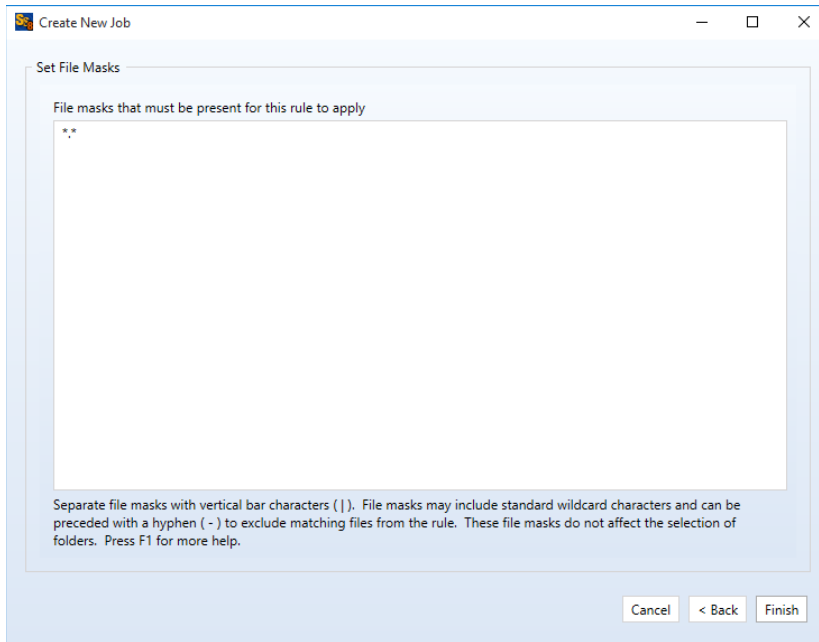 Create New Job
Set File Masks
File masks that must be present for this rule to apply
*.*
Separate file masks with vertical bar characters ( | ).  File masks may include standard wildcard characters and can be
preceded with a hyphen ( - ) to exclude matching files from the rule.  These file masks do not affect the selection of
folders.  Press F1 for more help.
Cancel
< Back
Finish